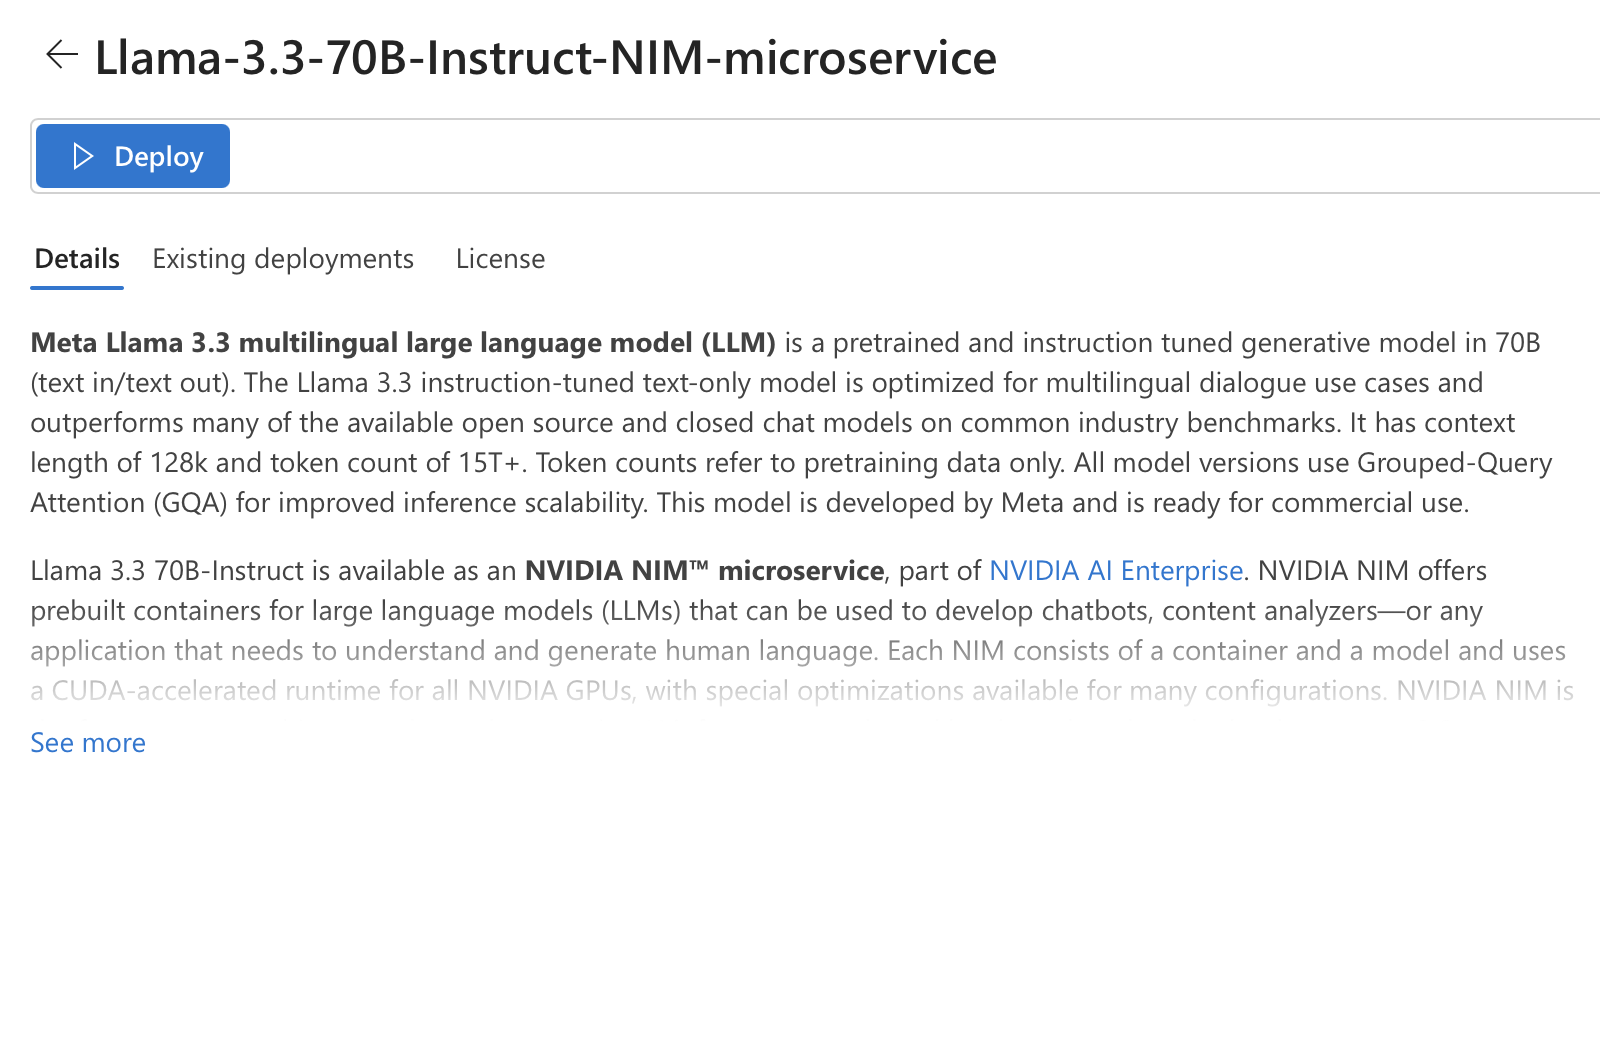 Llama-3.3-70B-Instruct-NIM-microservice
Deploy
Details Existing deployments License
Meta Llama 3.3 multilingual large language model (LLM) is a pretrained and instruction tuned generative model in 70B
(text in/text out). The Llama 3.3 instruction-tuned text-only model is optimized for multilingual dialogue use cases and
outperforms many of the available open source and closed chat models on common industry benchmarks. It has context
length of 128k and token count of 15T+. Token counts refer to pretraining data only. All model versions use Grouped-Query
Attention (GQA) for improved inference scalability. This model is developed by Meta and is ready for commercial use.
Llama 3.3 70B-Instruct is available as an NVIDIA NIM™ microservice, part of NVIDIA AI Enterprise. NVIDIA NIM offers
prebuilt containers for large language models (LLMs) that can be used to develop chatbots, content analyzers—or any
application that needs to understand and generate human language. Each NIM consists of a container and a model and uses
a CUDA-accelerated runtime for all NVIDIA GPUs, with special optimizations available for many configurations. NVIDIA NIM is
See more